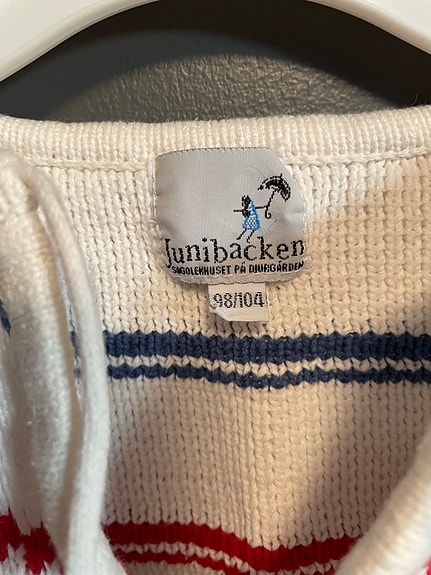 Junibacken
SAGOLEKHUSET PÅ DJURGÅRDEN
98/104